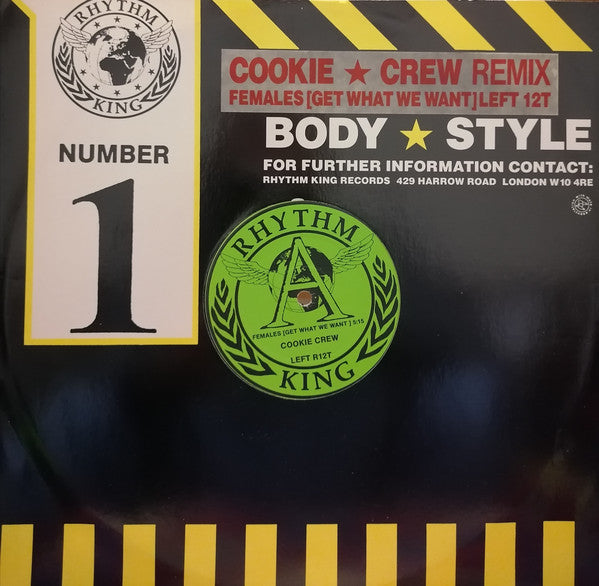 RHYTHM
KING
NUMBER
1
COOKIE ★ CREW REMIX
FEMALES [GET WHAT WE WANT] LEFT 12T
BODY ★ STYLE
FOR FURTHER INFORMATION CONTACT:
RHYTHM KING RECORDS 429 HARROW ROAD LONDON W10 4RE
RHYTHM
A
FEMALES [GET WHAT WE WANT] 5:15
COOKIE CREW
LEFT R12T
KING